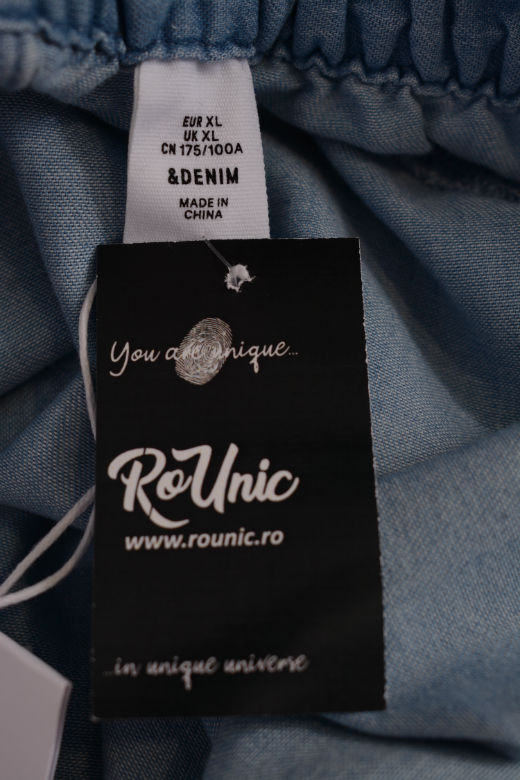 EUR XL
UK XL
CN 175/100A
&DENIM
MADE IN
CHINA
You are unique...
RoUnic
www.rounic.ro
...in unique universe